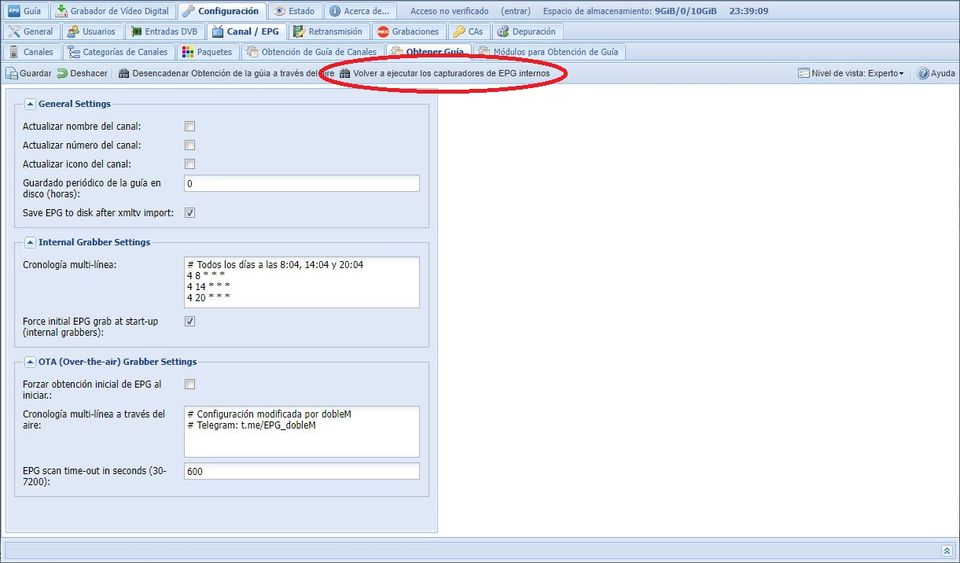 EPG Guía Grabador de Vídeo Digital Configuración Estado Acerca de... Acceso no verificado (entrar) Espacio de almacenamiento: 9GiB/0/10GiB 23:39:09
General Usuarios Entradas DVB Canal / EPG Retransmisión REC Grabaciones CAs Depuración
Canales Categorías de Canales Paquetes Obtención de Guía de Canales Obtener Guía Módulos para Obtención de Guía
Guardar Deshacer Desencadenar Obtención de la gúia a través del aire Volver a ejecutar los capturadores de EPG internos Nivel de vista: Experto Ayuda
General Settings
Actualizar nombre del canal:
Actualizar número del canal:
Actualizar icono del canal:
Guardado periódico de la guía en disco (horas): 0
Save EPG to disk after xmltv import:
Internal Grabber Settings
Cronología multi-línea:
# Todos los días a las 8:04, 14:04 y 20:04
4 8 * * *
4 14 * * *
4 20 * * *
Force initial EPG grab at start-up
(internal grabbers):
OTA (Over-the-air) Grabber Settings
Forzar obtención inicial de EPG al
iniciar.:
Cronología multi-línea a través del
aire:
# Configuración modificada por dobleM
# Telegram: t.me/EPG_dobleM
EPG scan time-out in seconds (30-
7200):
600